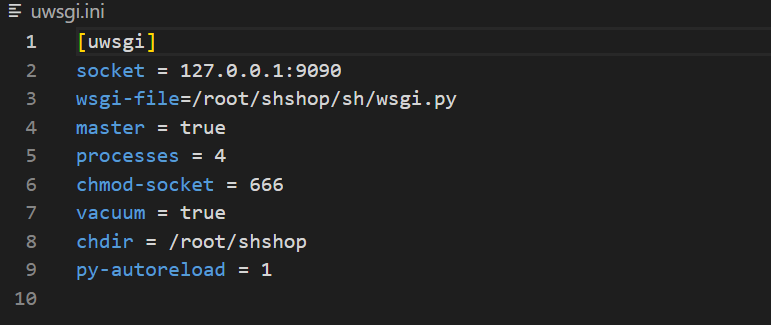 uwsgi.ini
1 [uwsgi]
2 socket = 127.0.0.1:9090
3 wsgi-file=/root/shshop/sh/wsgi.py
4 master = true
5 processes = 4
6 chmod-socket = 666
7 vacuum = true
8 chdir = /root/shshop
9 py-autoreload = 1
10